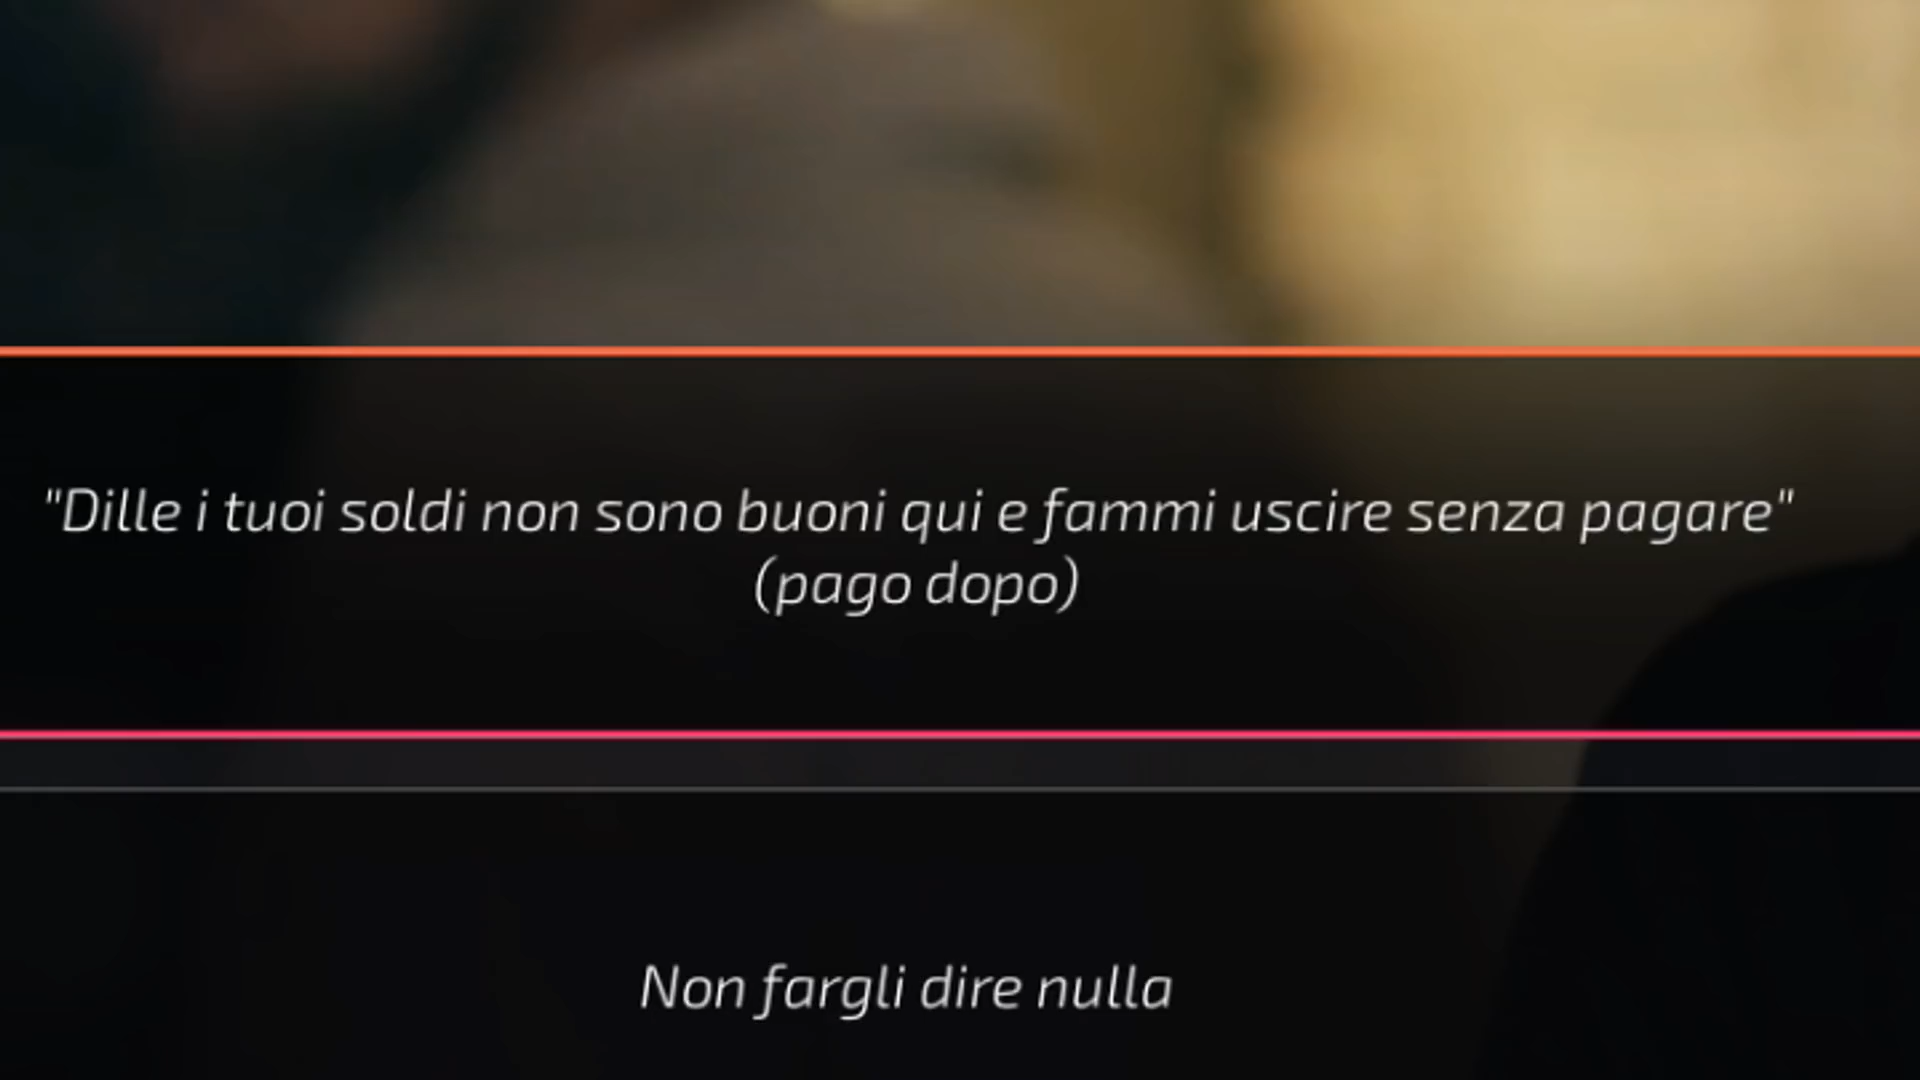 "Dille i tuoi soldi non sono buoni qui e fammi uscire senza pagare"
(pago dopo)
Non fargli dire nulla